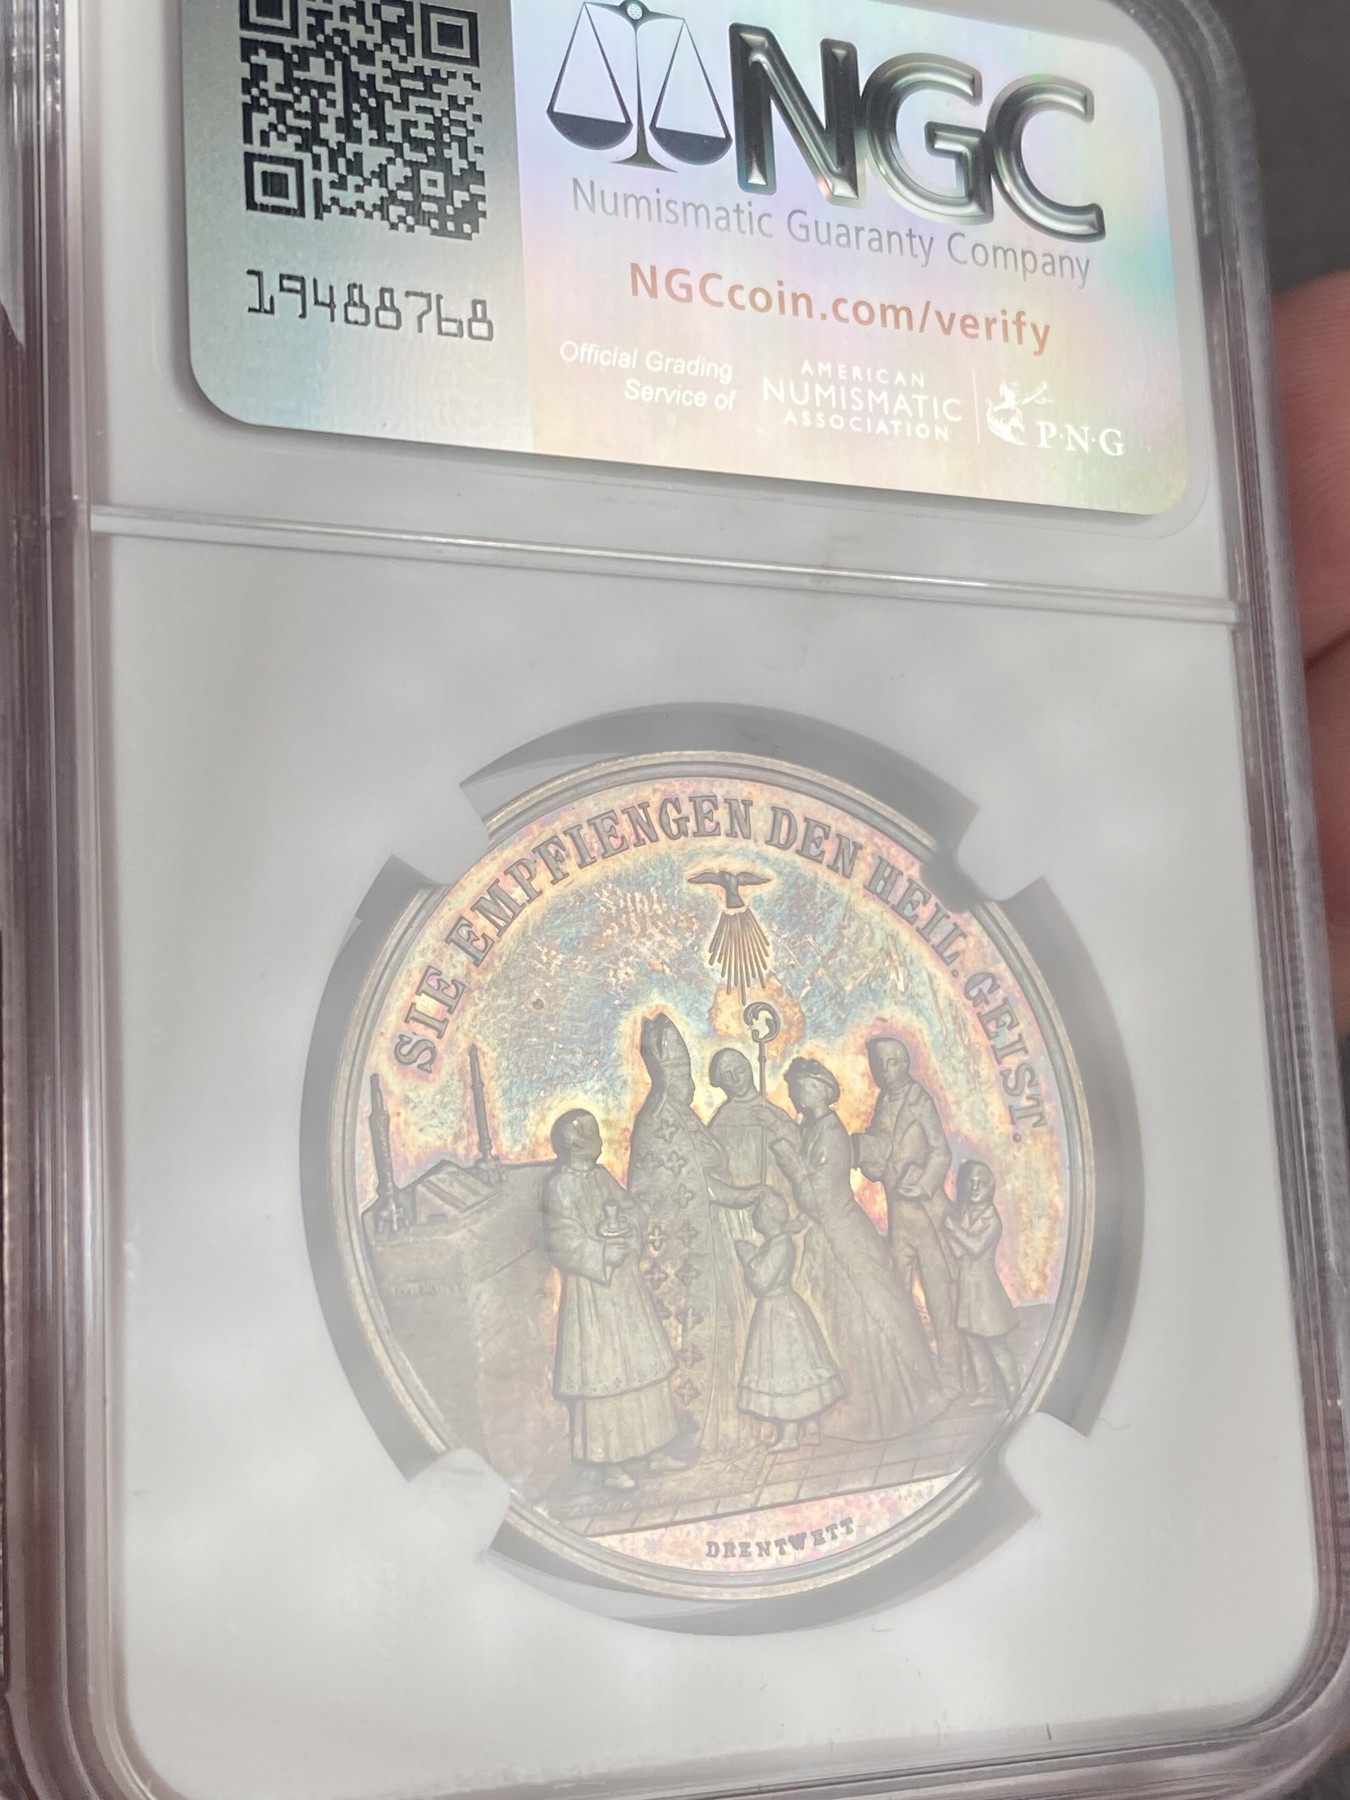 NGC
Numismatic Guaranty Company
NGCcoin.com/verify
19488768
Official Grading
Service of
AMERICAN
NUMISMATIC
ASSOCIATION
P·N·G
SIE EMPFIENGEN DEN HEIL. GEIST.
DRENTWETT